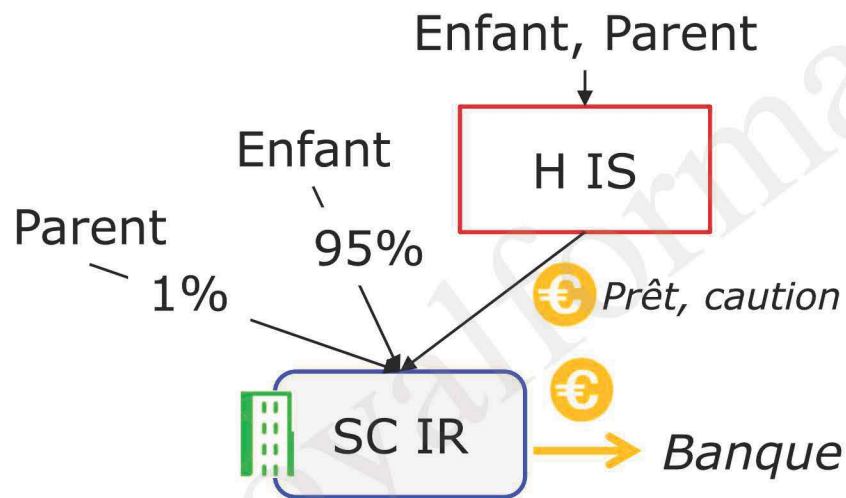 Enfant, Parent
H IS
Enfant
95%
Parent
1%
€ Prêt, caution
€
SC IR
Banque